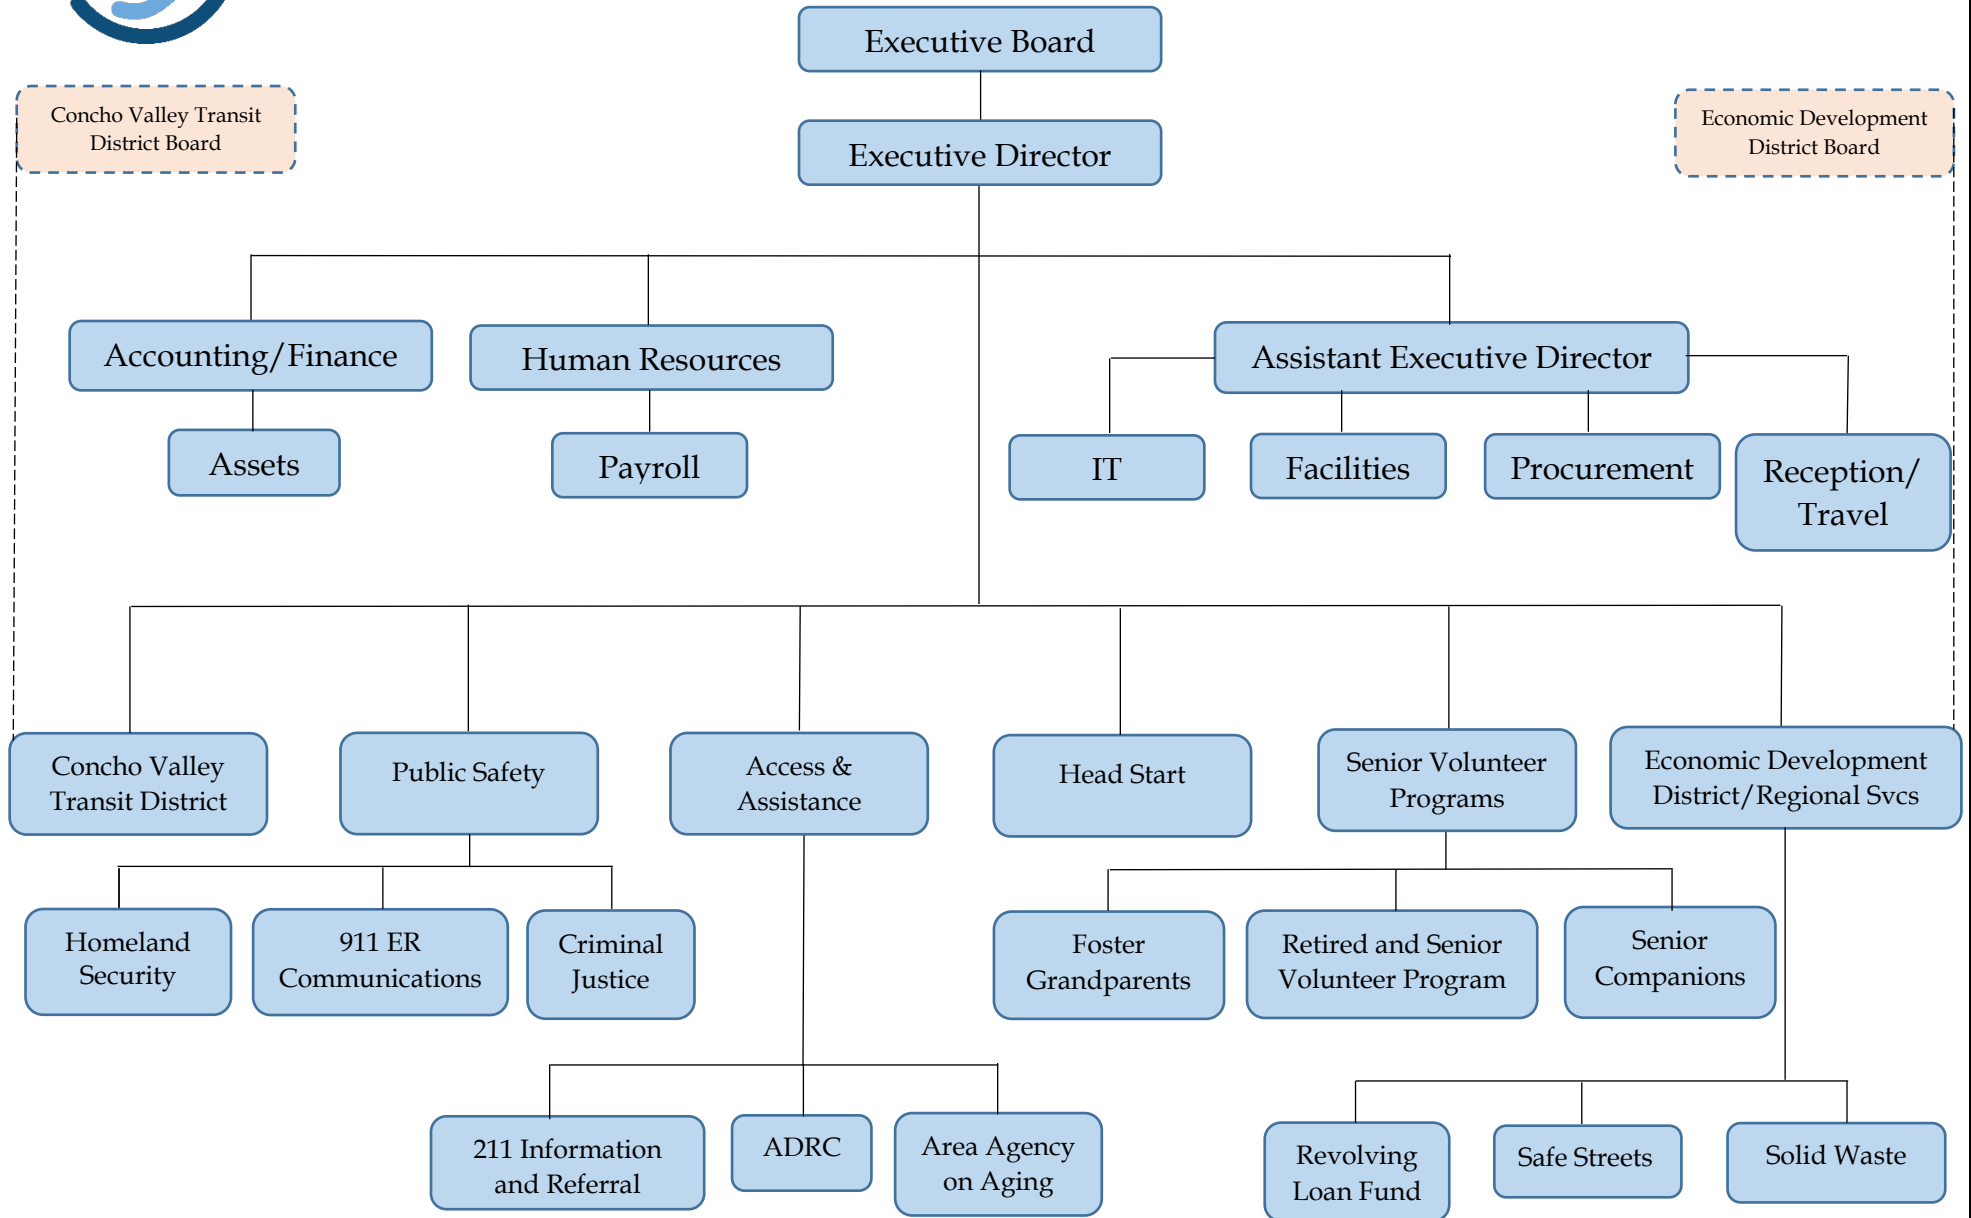 Executive Board
Concho Valley Transit
District Board
Economic Development
District Board
Executive Director
Accounting/Finance
Human Resources
Assistant Executive Director
Assets
Payroll
IT
Facilities
Procurement
Reception/
Travel
Concho Valley
Transit District
Public Safety
Access &
Assistance
Head Start
Senior Volunteer
Programs
Economic Development
District/Regional Svcs
Homeland
Security
911 ER
Communications
Criminal
Justice
Foster
Grandparents
Retired and Senior
Volunteer Program
Senior
Companions
211 Information
and Referral
ADRC
Area Agency
on Aging
Revolving
Loan Fund
Safe Streets
Solid Waste